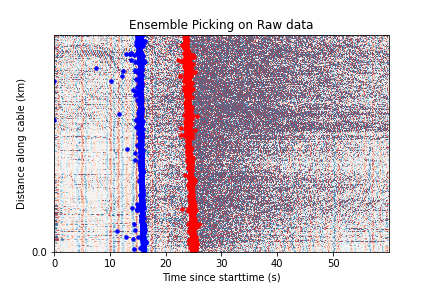 Ensemble Picking on Raw data
Distance along cable (km)
0.0
0 10 20 30 40 50
Time since starttime (s)